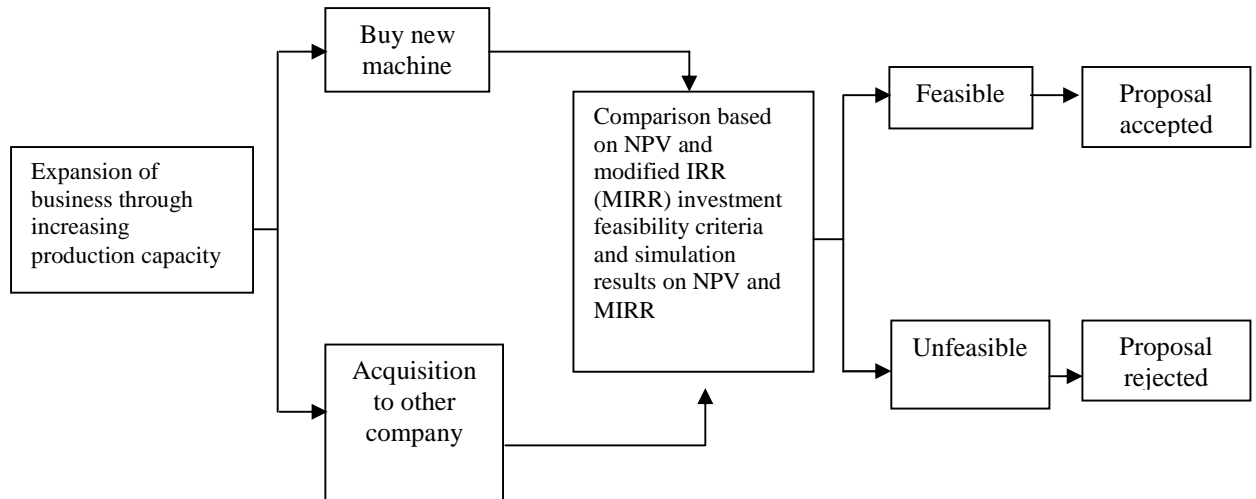 Expansion of
business through
increasing
production capacity
Buy new
machine
Acquisition
to other
company
Comparison based
on NPV and
modified IRR
(MIRR) investment
feasibility criteria
and simulation
results on NPV and
MIRR
Feasible
Proposal
accepted
Unfeasible
Proposal
rejected